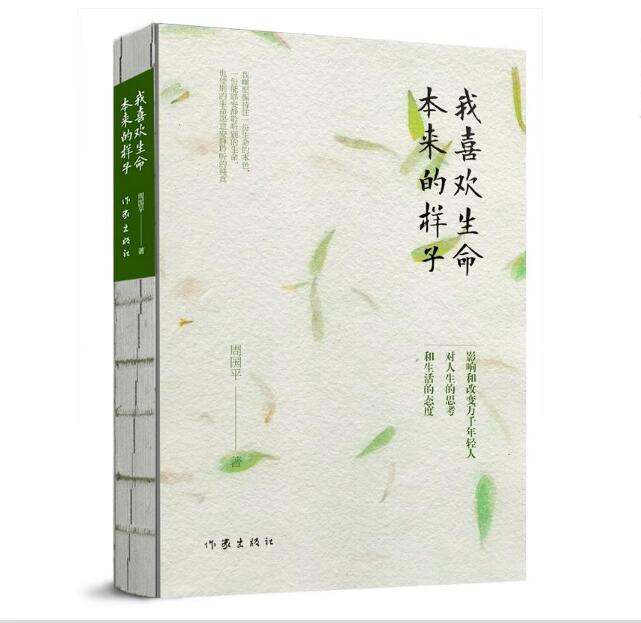 我喜欢生命
本来的样子
周国平
著
作家出版社
我喜欢生命
本来的样子
影响和改变万千年轻人
对人生的思考
和生活的态度
周国平
著
作家出版社